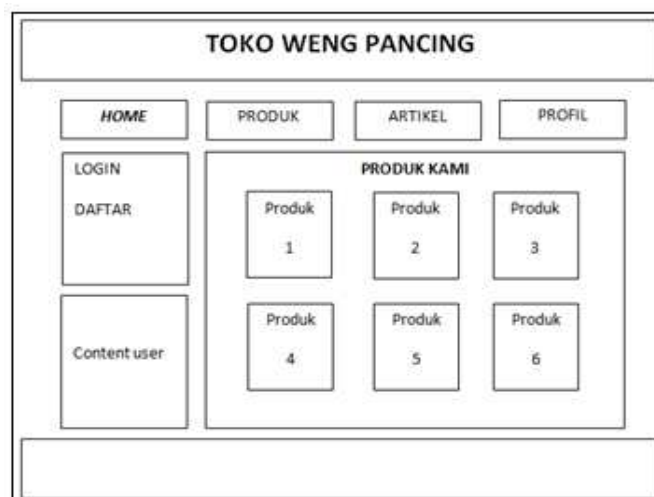 TOKO WENG PANCING
HOME
PRODUK
ARTIKEL
PROFIL
LOGIN
DAFTAR
Content user
PRODUK KAMI
Produk
1
Produk
2
Produk
3
Produk
4
Produk
5
Produk
6